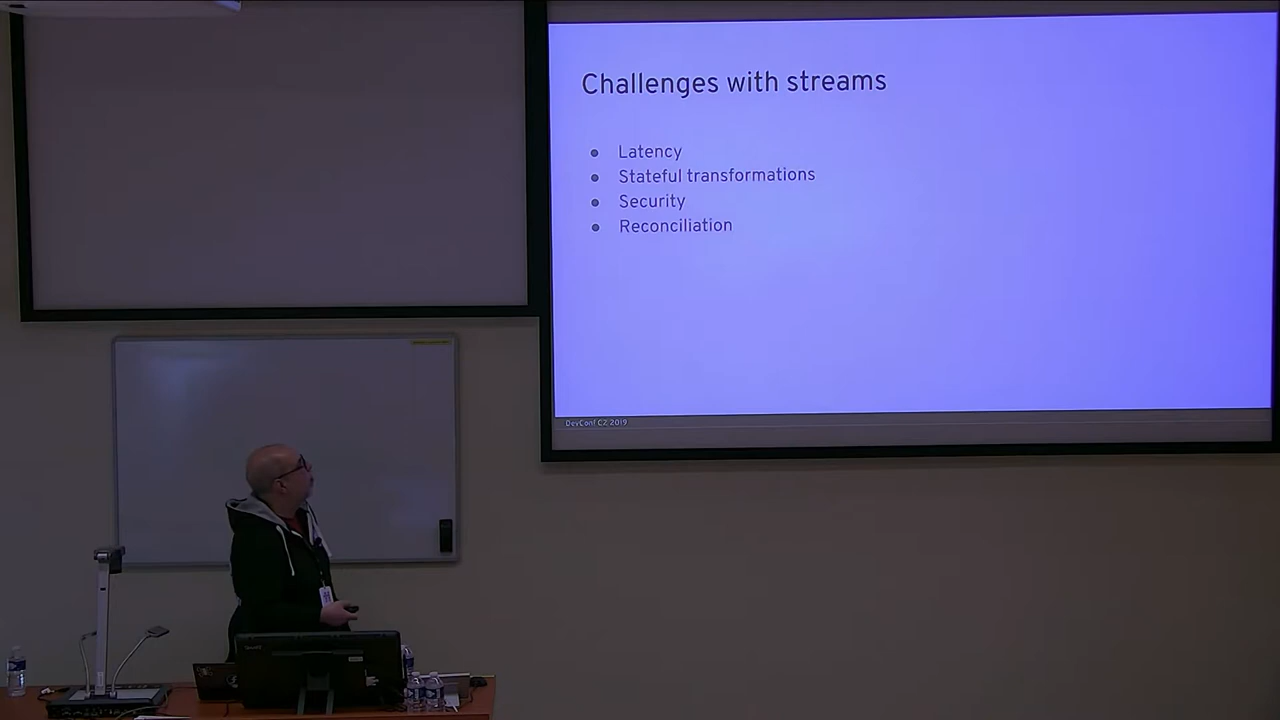 Challenges with streams
Latency
Stateful transformations
Security
Reconciliation
DevConf CZ 2019